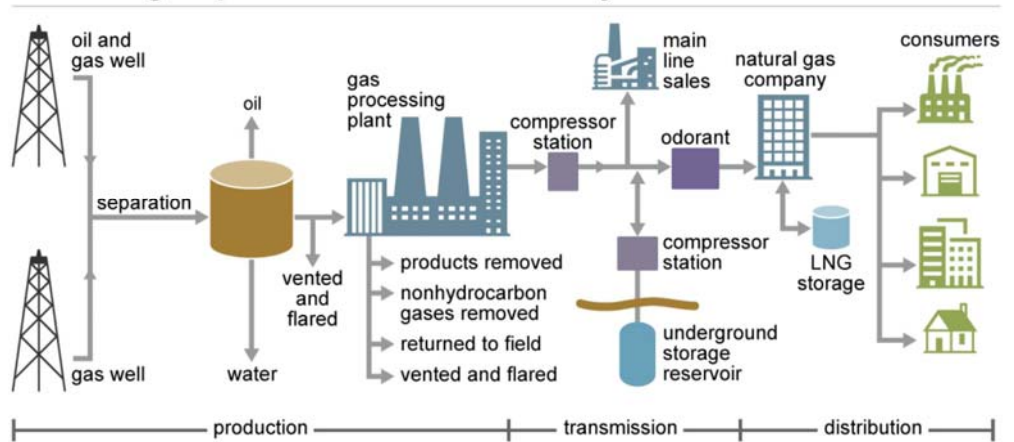 oil and
gas well
separation
gas well
oil
water
vented
and
flared
gas
processing
plant
products removed
nonhydrocarbon
gases removed
returned to field
vented and flared
compressor
station
main
line
sales
odorant
compressor
station
underground
storage
reservoir
natural gas
company
LNG
storage
consumers
production
transmission
distribution